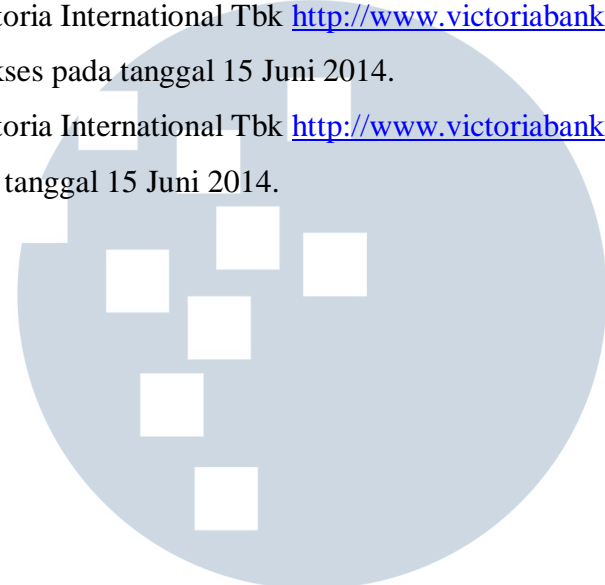 toria International Tbk http://www.victoriabank
kses pada tanggal 15 Juni 2014.
toria International Tbk http://www.victoriabank
tanggal 15 Juni 2014.